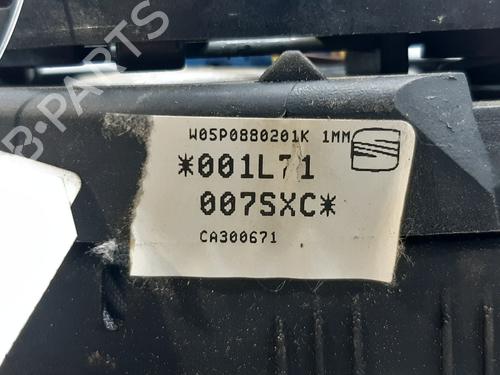 B-PARTS
W05P0880201K 1MM
*001L71
007SXC*
CA300671